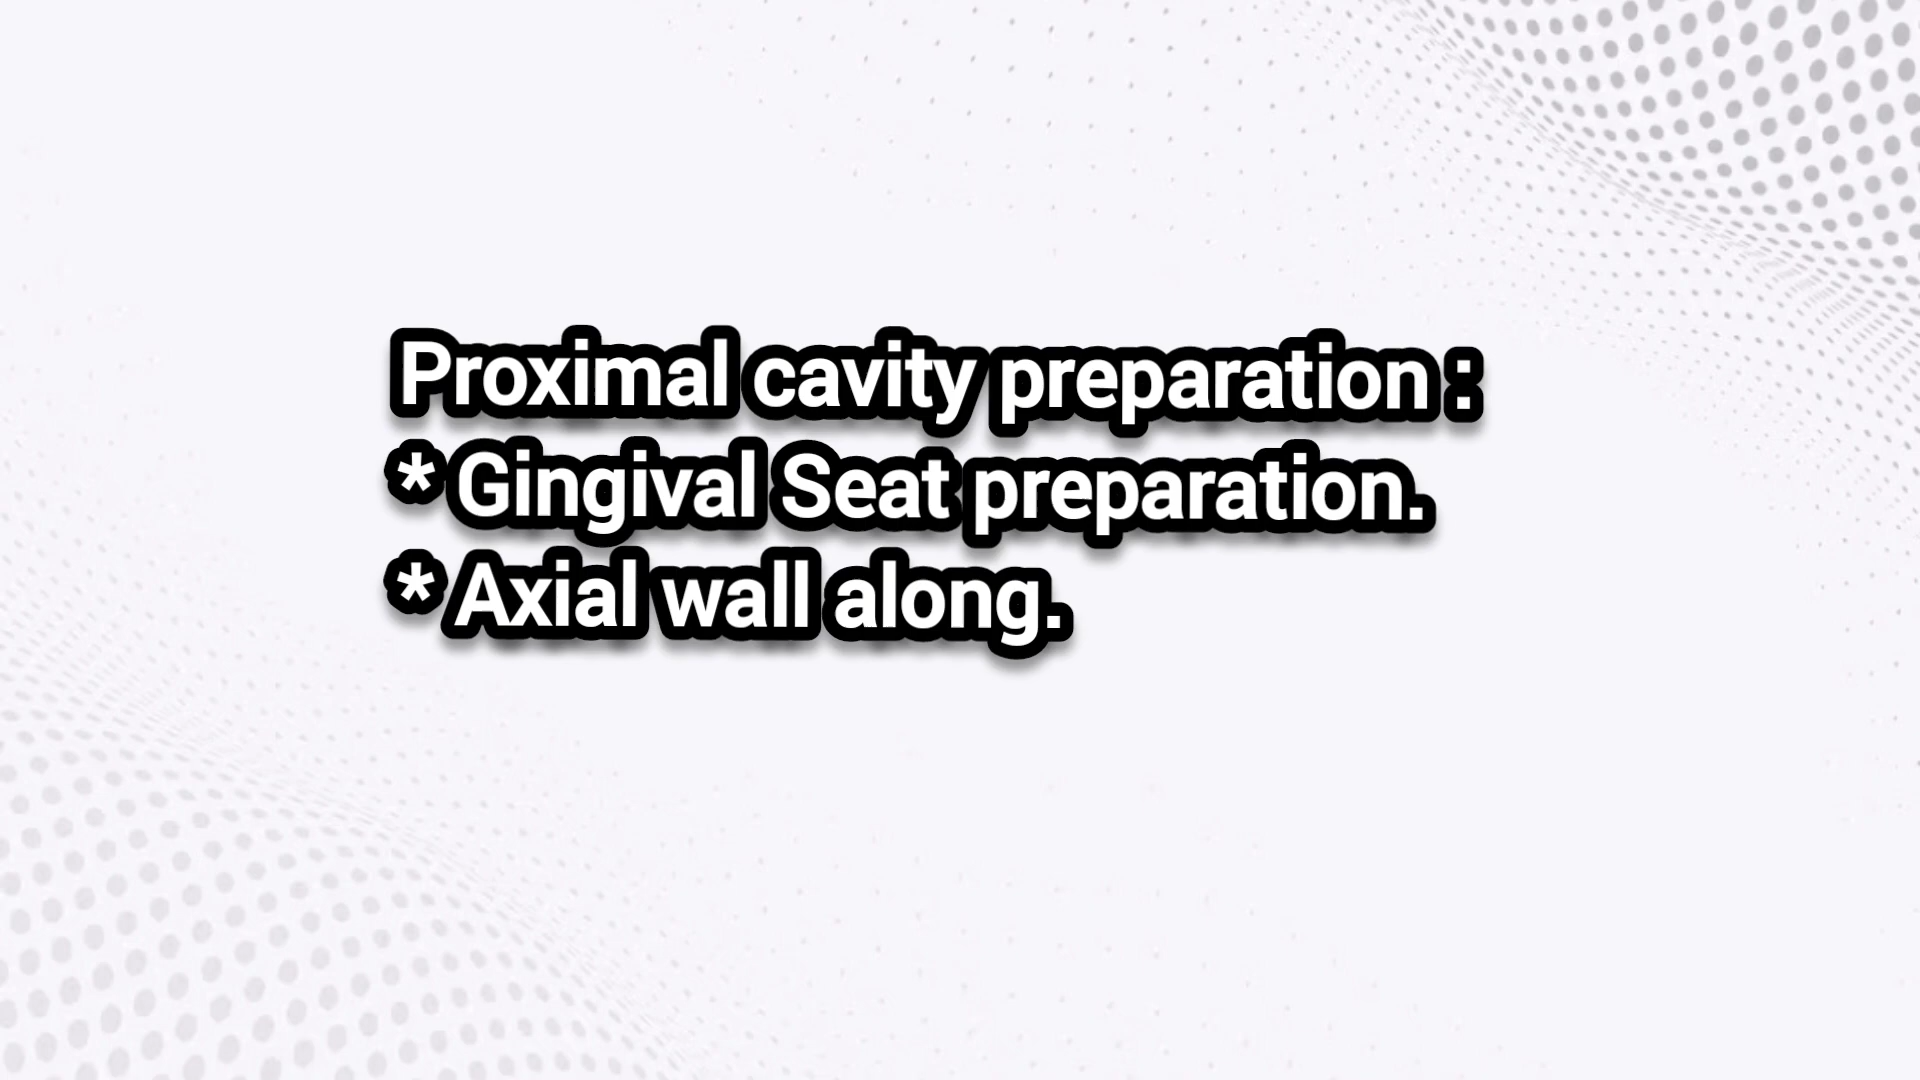 Proximal cavity preparation :
* Gingival Seat preparation.
* Axial wall along.